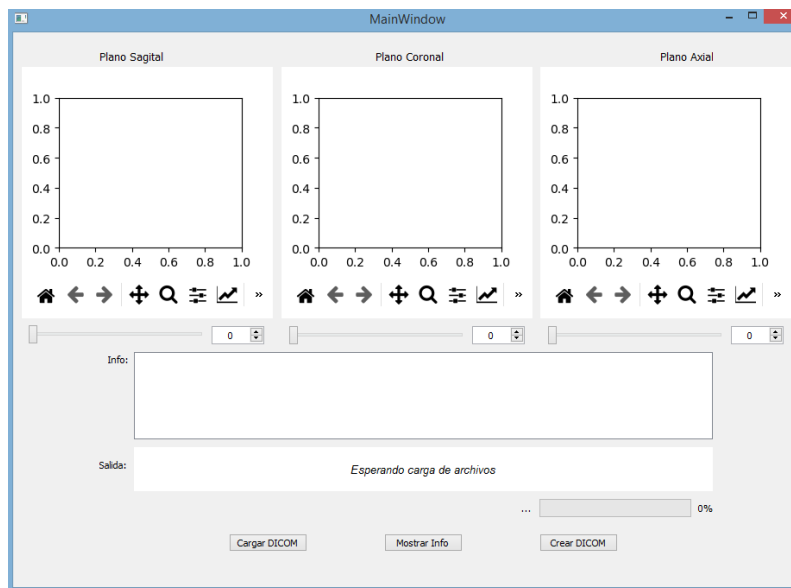 MainWindow
Plano Sagital Plano Coronal Plano Axial
1.0 1.0 1.0
0.8 0.8 0.8
0.6 0.6 0.6
0.4 0.4 0.4
0.2 0.2 0.2
0.0 0.0 0.0
0.0 0.2 0.4 0.6 0.8 1.0 0.0 0.2 0.4 0.6 0.8 1.0 0.0 0.2 0.4 0.6 0.8 1.0
» » »
0 0 0
Info:
Salida: Esperando carga de archivos
... 0%
Cargar DICOM Mostrar Info Crear DICOM